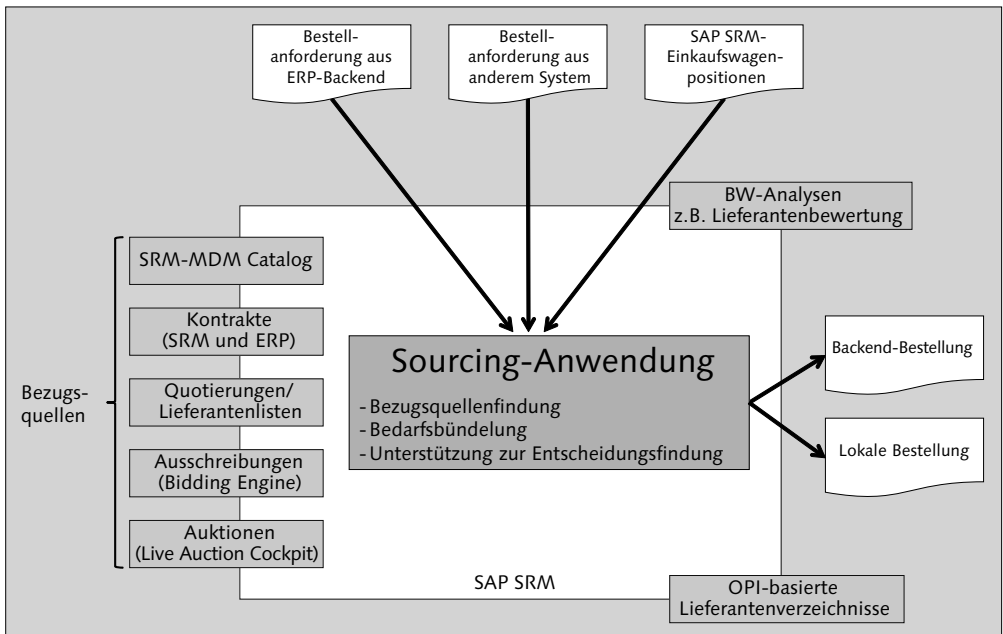 Bestell-
anforderung aus
ERP-Backend
Bestell-
anforderung aus
anderem System
SAP SRM-
Einkaufswagen-
positionen
BW-Analysen
z.B. Lieferantenbewertung
Bezugs-
quellen
SRM-MDM Catalog
Kontrakte
(SRM und ERP)
Quotierungen/
Lieferantenlisten
Ausschreibungen
(Bidding Engine)
Auktionen
(Live Auction Cockpit)
Sourcing-Anwendung
- Bezugsquellenfindung
- Bedarfsbündelung
- Unterstützung zur Entscheidungsfindung
Backend-Bestellung
Lokale Bestellung
SAP SRM
OPI-basierte
Lieferantenverzeichnisse